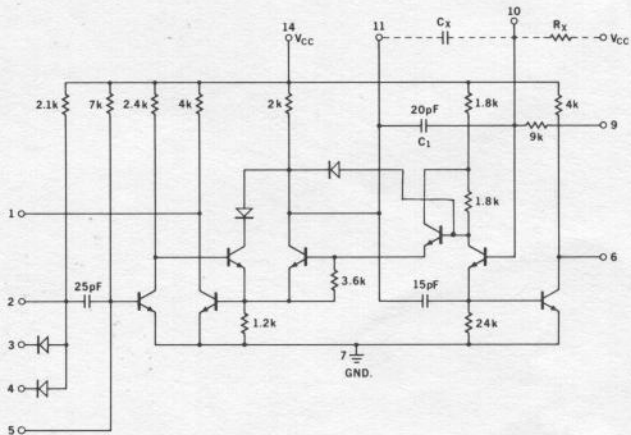 14 VCC
11
CX
10
RX
VCC
2.1k 7k 2.4k 4k 2k 20pF C1 1.8k 4k
9k 9
1.8k
1
6
3.6k
25pF 15pF
2
1.2k 24k
3
7
GND.
4
5